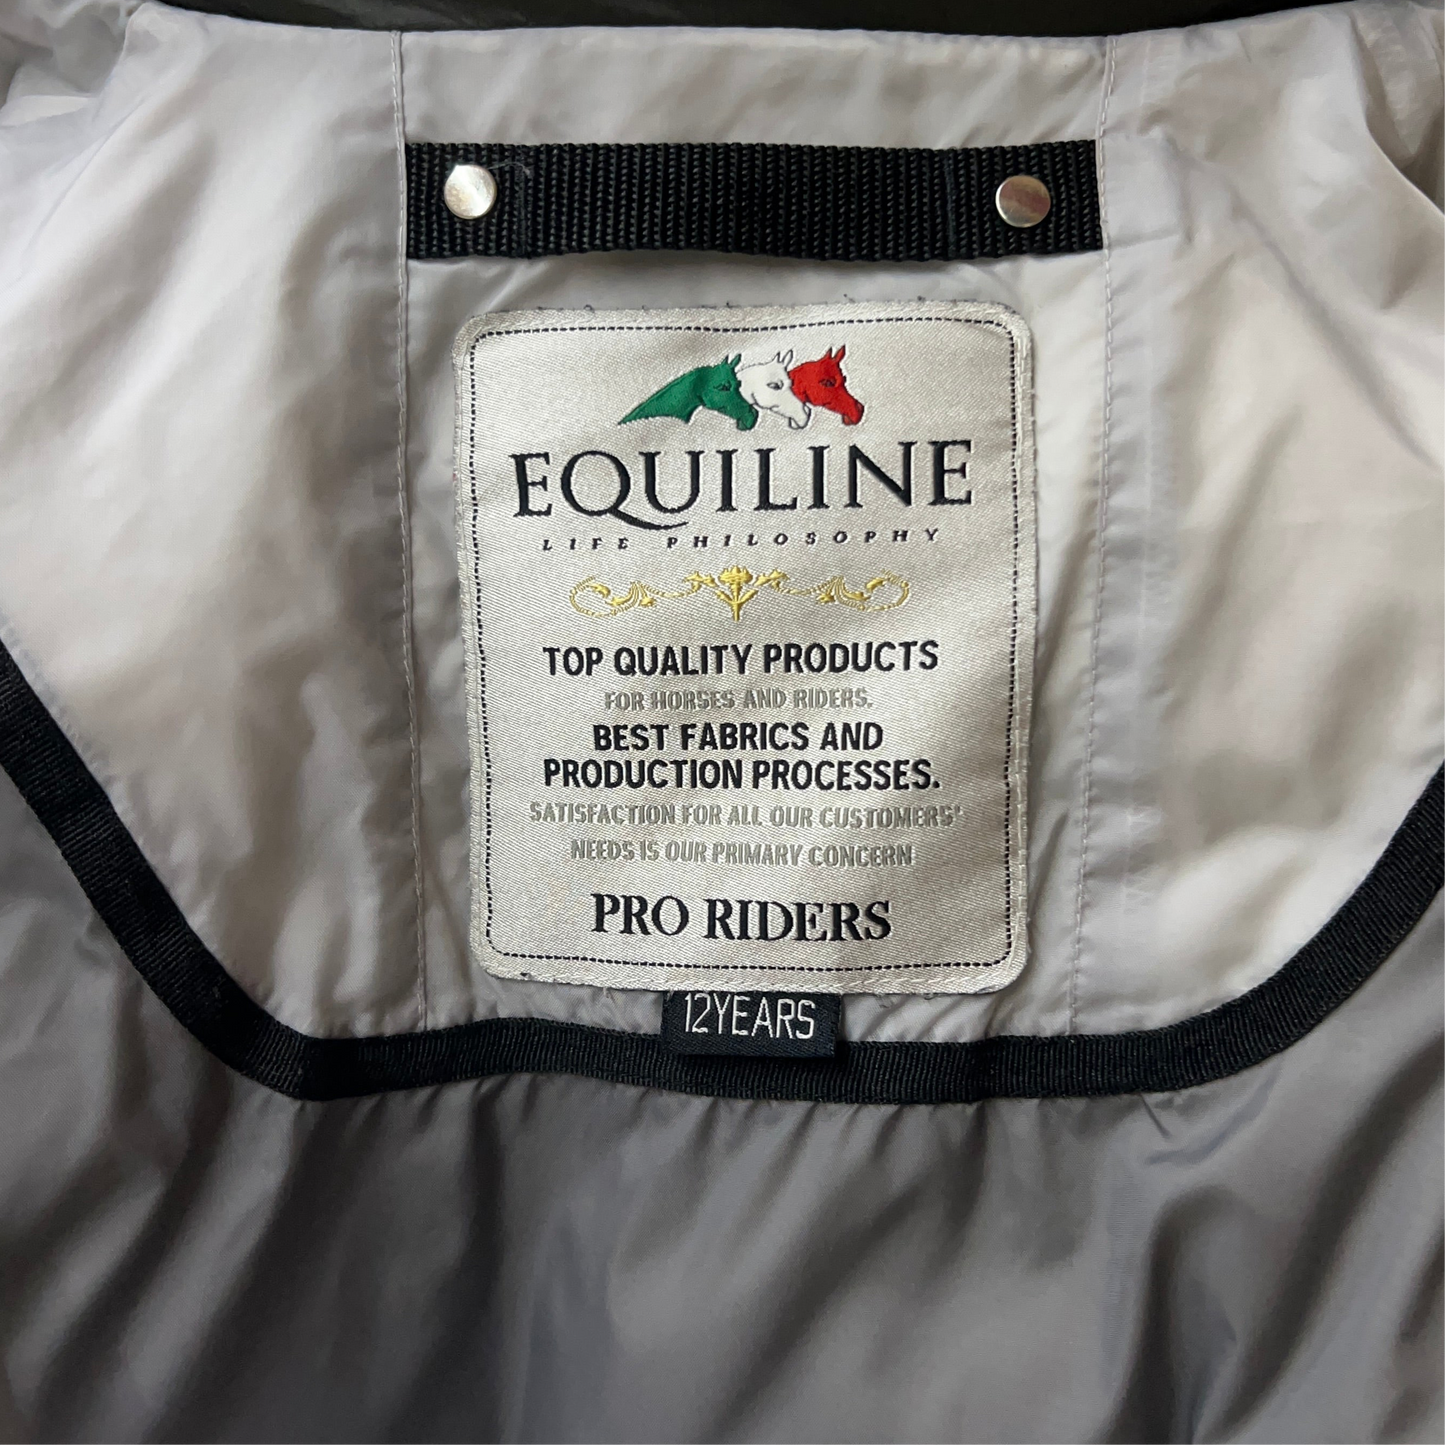 EQUILINE
LIFE PHILOSOPHY
TOP QUALITY PRODUCTS
FOR HORSES AND RIDERS.
BEST FABRICS AND
PRODUCTION PROCESSES.
SATISFACTION FOR ALL OUR CUSTOMERS'
NEEDS IS OUR PRIMARY CONCERN
PRO RIDERS
12YEARS